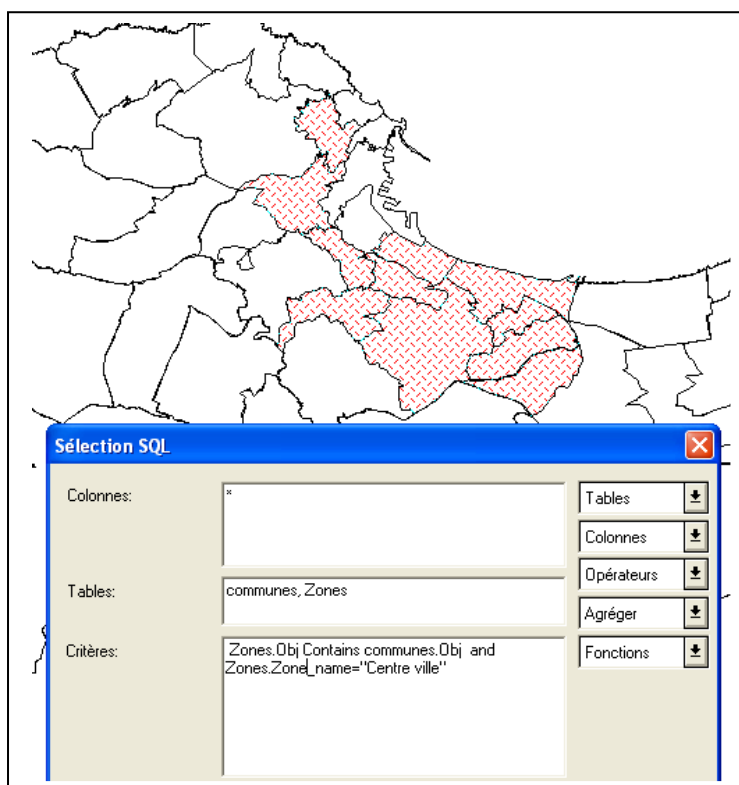 Sélection SQL
Colonnes:
*
Tables
Colonnes
Opérateurs
Tables:
communes, Zones
Agréger
Critères:
Zones.Obj Contains communes.Obj and
Zones.Zone_name="Centre ville"
Fonctions